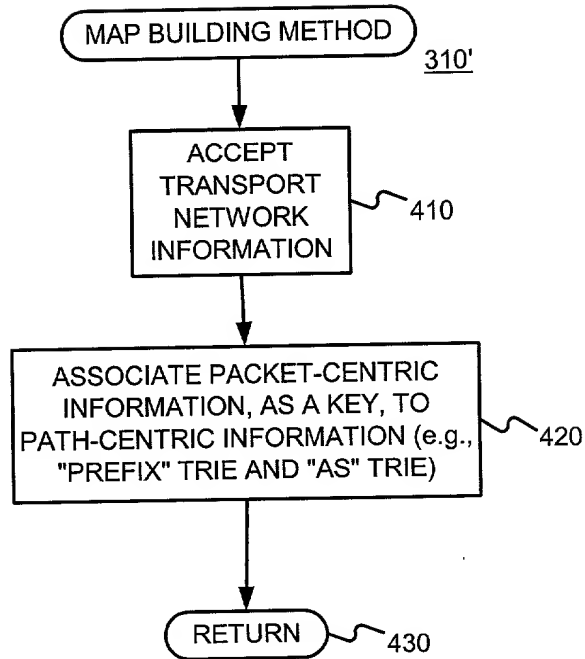 MAP BUILDING METHOD
310'
ACCEPT
TRANSPORT
NETWORK
INFORMATION
410
ASSOCIATE PACKET-CENTRIC
INFORMATION, AS A KEY, TO
PATH-CENTRIC INFORMATION (e.g.,
"PREFIX" TRIE AND "AS" TRIE)
420
RETURN
430